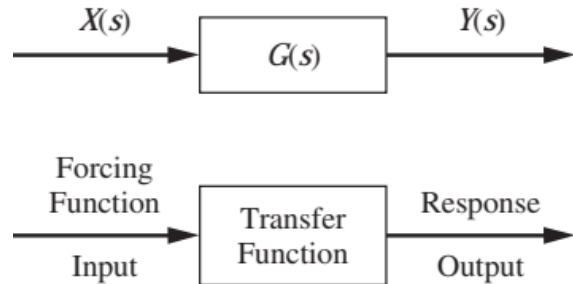 X(s)
G(s)
Y(s)
Forcing
Function
Input
Transfer
Function
Response
Output